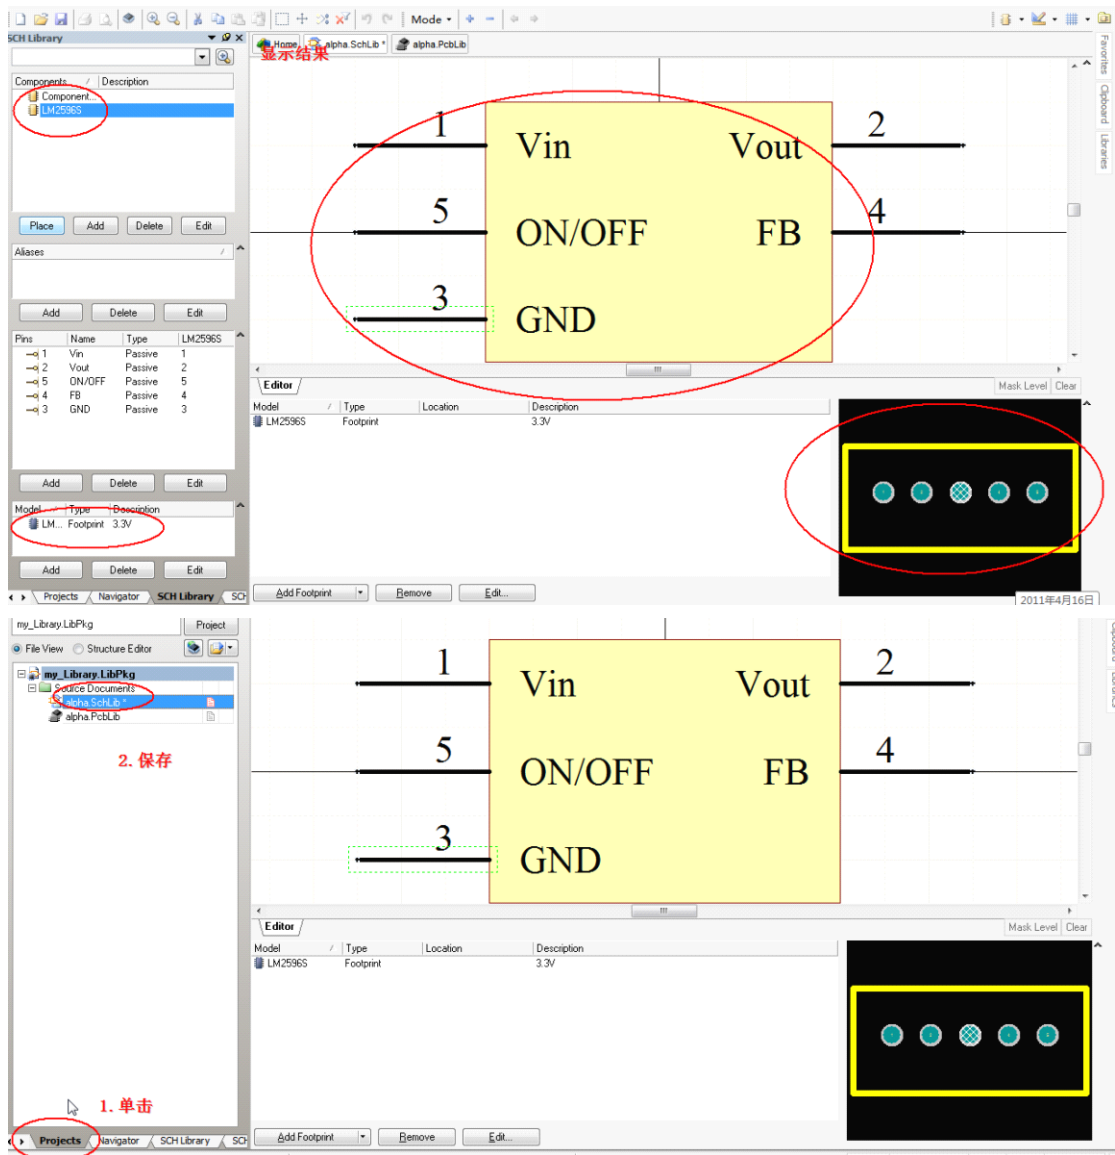 Mode
SCH Library
Home alpha.SchLib * alpha.PcbLib
显示结果
Favorites
Clipboard
Libraries
Components / Description
Component...
LM2596S
Place Add Delete Edit
Aliases /
Add Delete Edit
Pins Name Type LM2596S
1 Vin Passive 1
2 Vout Passive 2
5 ON/OFF Passive 5
4 FB Passive 4
3 GND Passive 3
Add Delete Edit
Model / Type Description
LM... Footprint 3.3V
Add Delete Edit
Projects Navigator SCH Library SCH
1 Vin Vout 2
5 ON/OFF FB 4
3 GND
Editor Mask Level Clear
Model / Type Location Description
LM2596S Footprint 3.3V
Add Footprint Remove Edit...
2011年4月16日
my_Library.LibPkg Project
File View Structure Editor
my_Library.LibPkg
Source Documents
alpha.SchLib *
alpha.PcbLib
2. 保存
1. 单击
Projects Navigator SCH Library SCH
1 Vin Vout 2
5 ON/OFF FB 4
3 GND
Editor Mask Level Clear
Model / Type Location Description
LM2596S Footprint 3.3V
Add Footprint Remove Edit...